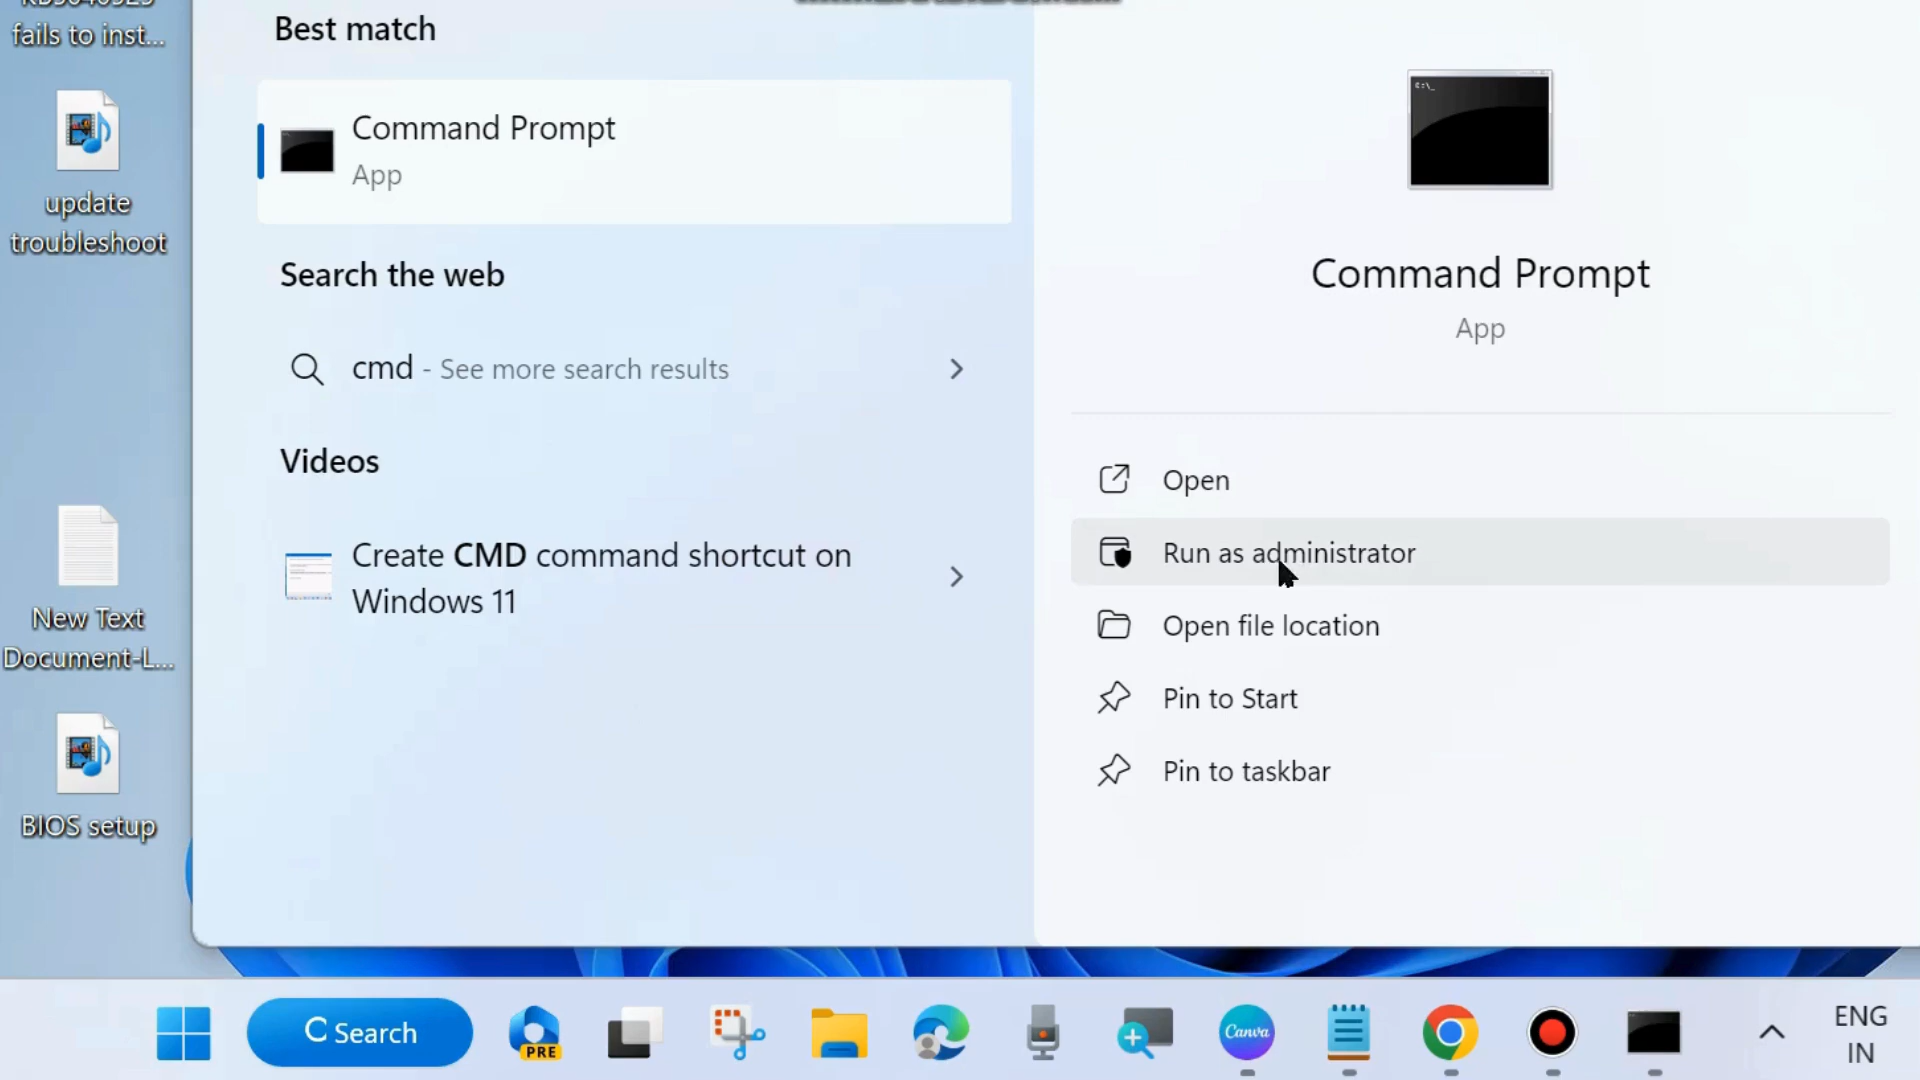 fails to inst...
update
troubleshoot
New Text
Document-L...
BIOS setup
Best match
Command Prompt
App
Search the web
cmd - See more search results
Videos
Create CMD command shortcut on
Windows 11
C:\_
Command Prompt
App
Open
Run as administrator
Open file location
Pin to Start
Pin to taskbar
Search
PRE
Canva
ENG
IN